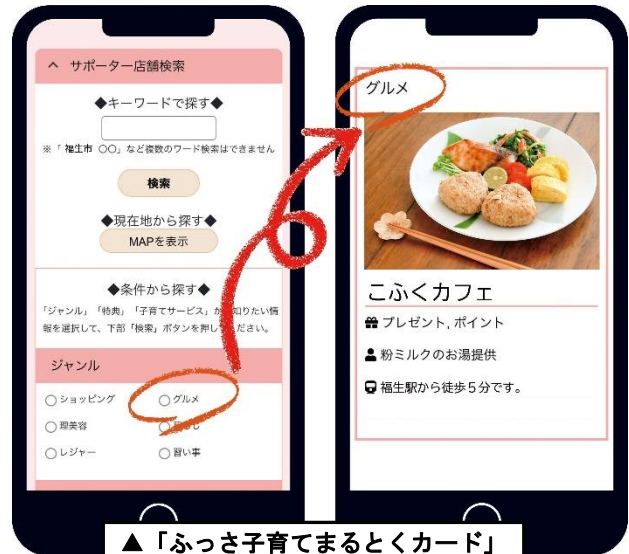 サポーター店舗検索
◆キーワードで探す◆
※「 福生市 〇〇」など複数のワード検索はできません
検索
◆現在地から探す◆
MAPを表示
◆条件から探す◆
「ジャンル」「特典」「子育てサービス」か 知りたい情
報を選択して、下部「検索」ボタンを押し ださい。
ジャンル
ショッピング
グルメ
理美容
レジャー
習い事
グルメ
こふくカフェ
プレゼント, ポイント
粉ミルクのお湯提供
福生駅から徒歩5分です。
▲「ふっさ子育てまるとくカード」